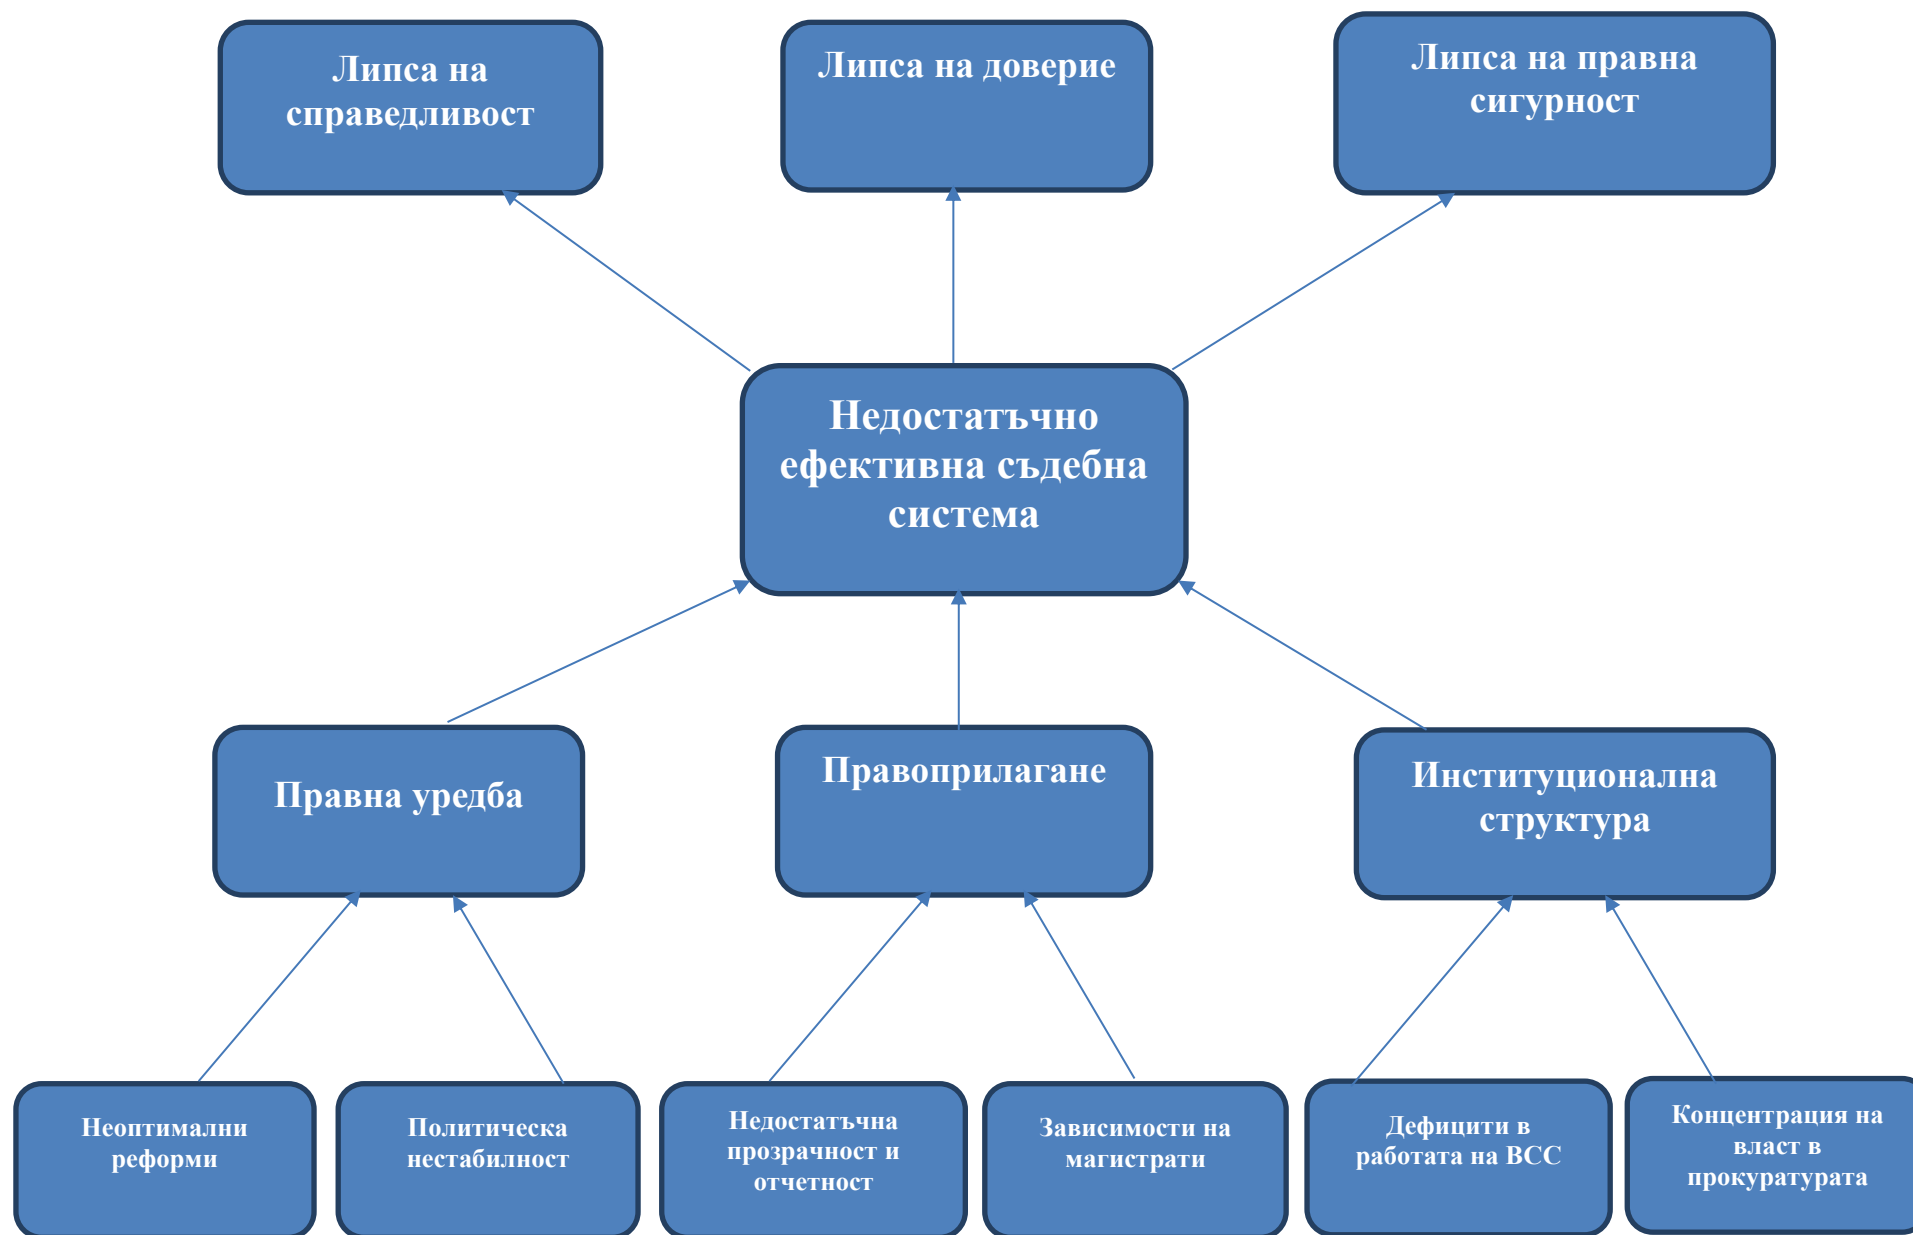 Липса на
справедливост
Липса на доверие
Липса на правна
сигурност
Недостатъчно
ефективна съдебна
система
Правна уредба
Правоприлагане
Институционална
структура
Неоптимални
реформи
Политическа
нестабилност
Недостатъчна
прозрачност и
отчетност
Зависимости на
магистрати
Дефицити в
работата на ВСС
Концентрация на
власт в
прокуратурата